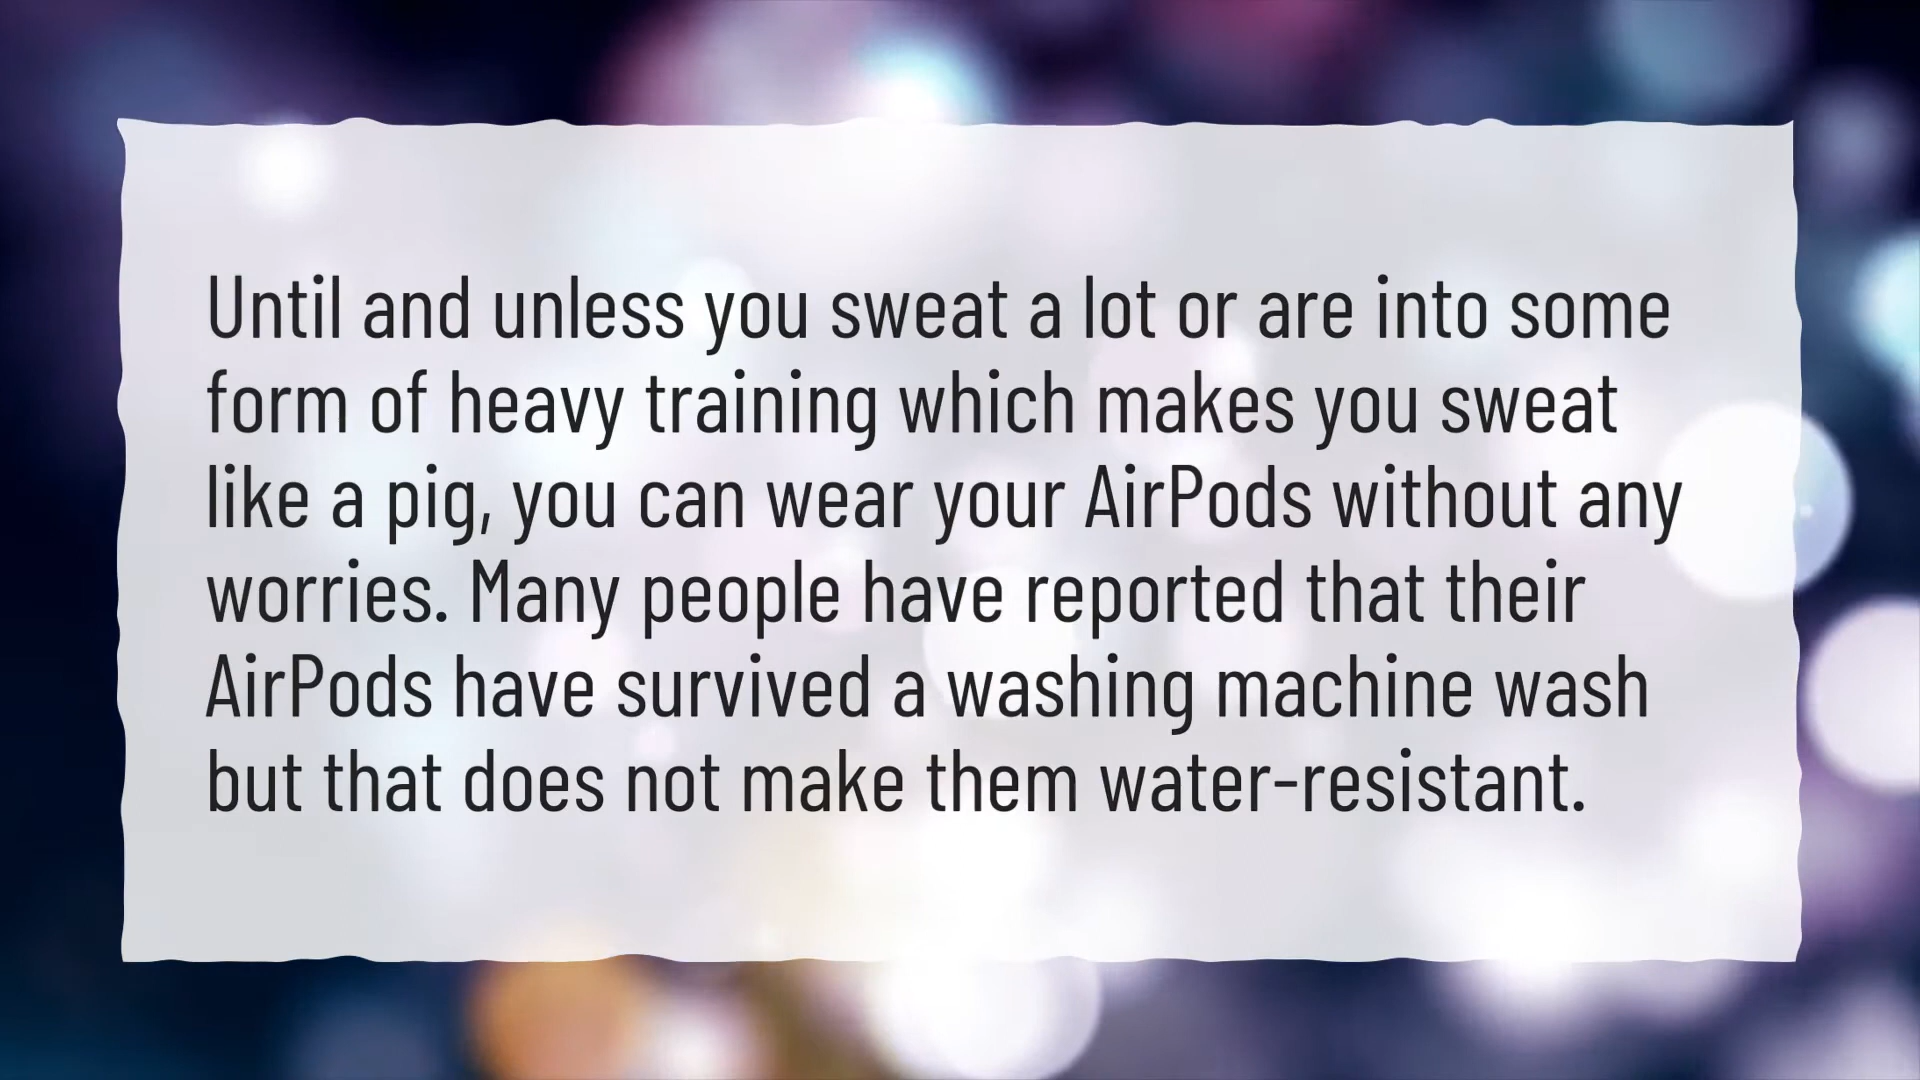 Until and unless you sweat a lot or are into some
form of heavy training which makes you sweat
like a pig, you can wear your AirPods without any
worries. Many people have reported that their
AirPods have survived a washing machine wash
but that does not make them water-resistant.